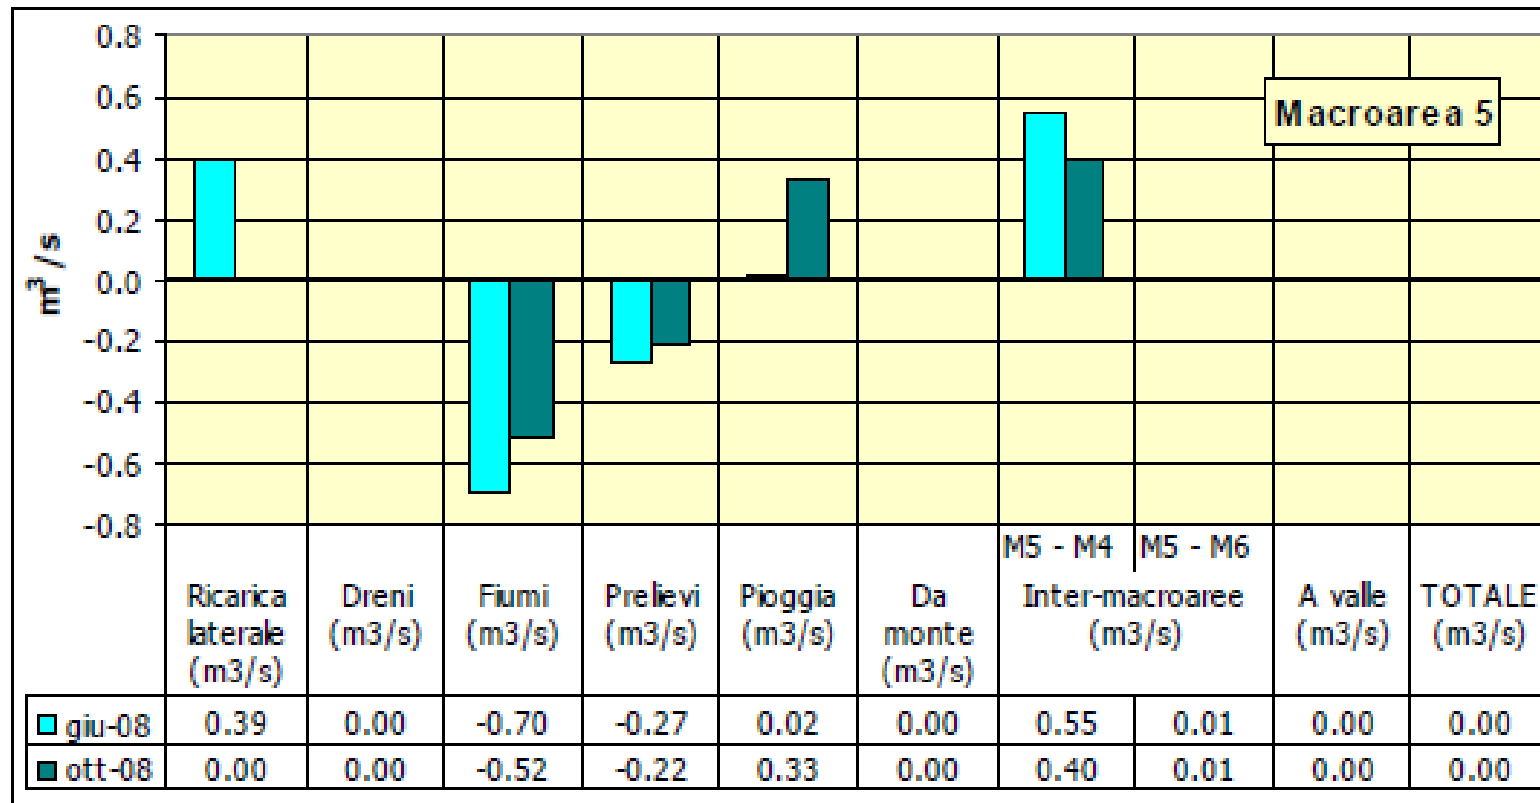 0.8
0.6
0.4
0.2
0.0
-0.2
-0.4
-0.6
-0.8
m³/s
Macroarea 5
M5 - M4 M5 - M6
Ricarica laterale (m3/s)
Dreni (m3/s)
Fiumi (m3/s)
Prelievi (m3/s)
Pioggia (m3/s)
Da monte (m3/s)
Inter-macroaree (m3/s)
A valle (m3/s)
TOTALE (m3/s)
giu-08 0.39 0.00 -0.70 -0.27 0.02 0.00 0.55 0.01 0.00 0.00
ott-08 0.00 0.00 -0.52 -0.22 0.33 0.00 0.40 0.01 0.00 0.00